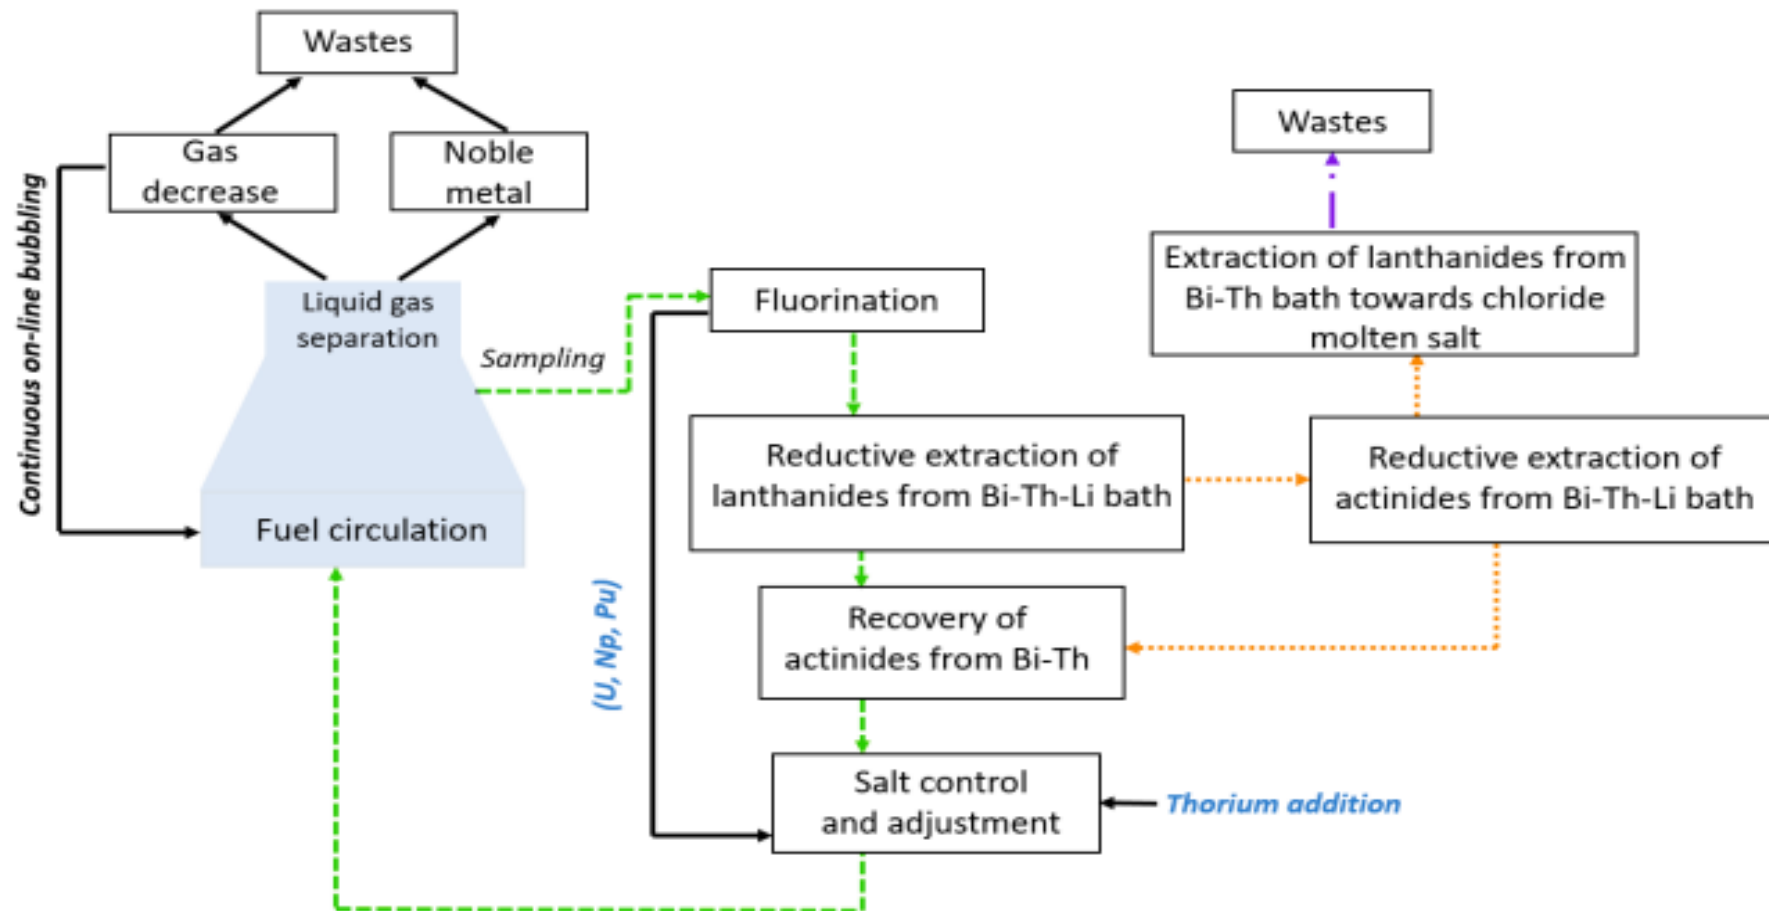 Wastes
Gas
decrease
Noble
metal
Continuous on-line bubbling
Liquid gas
separation
Fuel circulation
Sampling
Fluorination
Wastes
Extraction of lanthanides from
Bi-Th bath towards chloride
molten salt
Reductive extraction of
lanthanides from Bi-Th-Li bath
Reductive extraction of
actinides from Bi-Th-Li bath
(U, Np, Pu)
Recovery of
actinides from Bi-Th
Salt control
and adjustment
Thorium addition